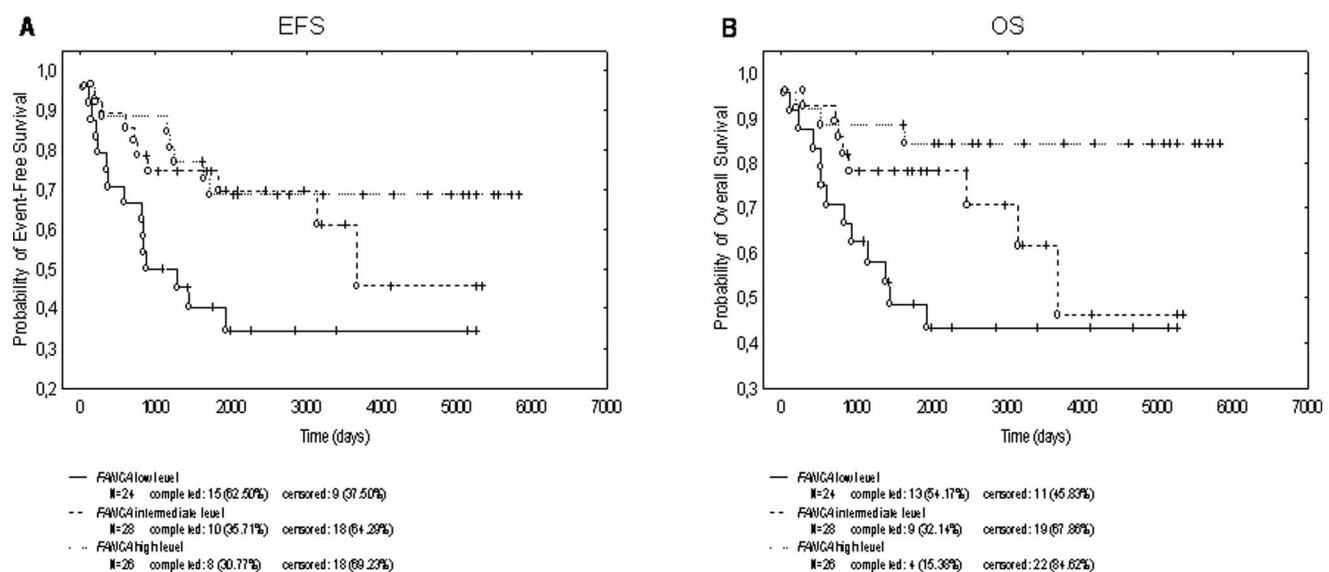 A
EFS
Probability of Event-Free Survival
1,0
0,9
0,8
0,7
0,6
0,5
0,4
0,3
0,2
0
1000
2000
3000
4000
5000
6000
7000
Time (days)
FANCA low level
N=24 completed: 15 (62.50%) censored: 9 (37.50%)
FANCA intermediate level
N=28 completed: 10 (35.71%) censored: 18 (64.29%)
FANCA high level
N=26 completed: 8 (30.77%) censored: 18 (69.23%)
B
OS
Probability of Overall Survival
1,0
0,9
0,8
0,7
0,6
0,5
0,4
0,3
0
1000
2000
3000
4000
5000
6000
7000
Time (days)
FANCA low level
N=24 completed: 13 (54.17%) censored: 11 (45.83%)
FANCA intermediate level
N=28 completed: 9 (32.14%) censored: 19 (67.86%)
FANCA high level
N=26 completed: 4 (15.38%) censored: 22 (84.62%)